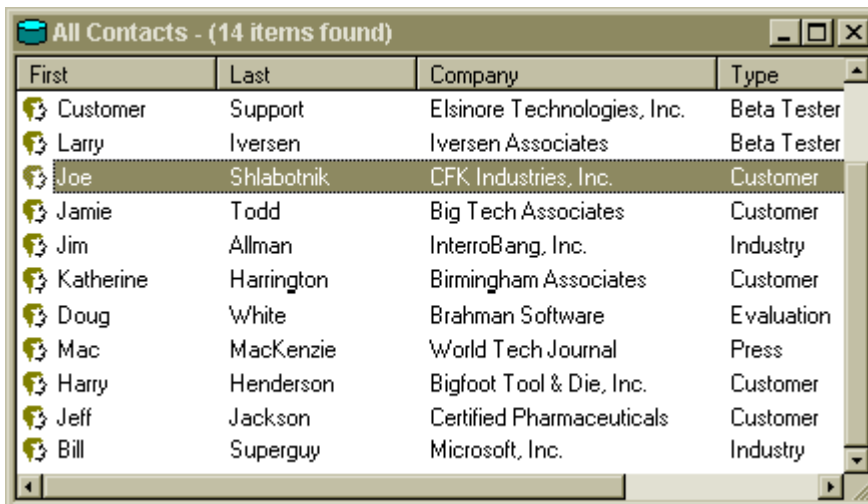 All Contacts - (14 items found)
First Last Company Type
Customer Support Elsinore Technologies, Inc. Beta Tester
Larry Iversen Iversen Associates Beta Tester
Joe Shlabotnik CFK Industries, Inc. Customer
Jamie Todd Big Tech Associates Customer
Jim Allman InterroBang, Inc. Industry
Katherine Harrington Birmingham Associates Customer
Doug White Brahman Software Evaluation
Mac MacKenzie World Tech Journal Press
Harry Henderson Bigfoot Tool & Die, Inc. Customer
Jeff Jackson Certified Pharmaceuticals Customer
Bill Superguy Microsoft, Inc. Industry